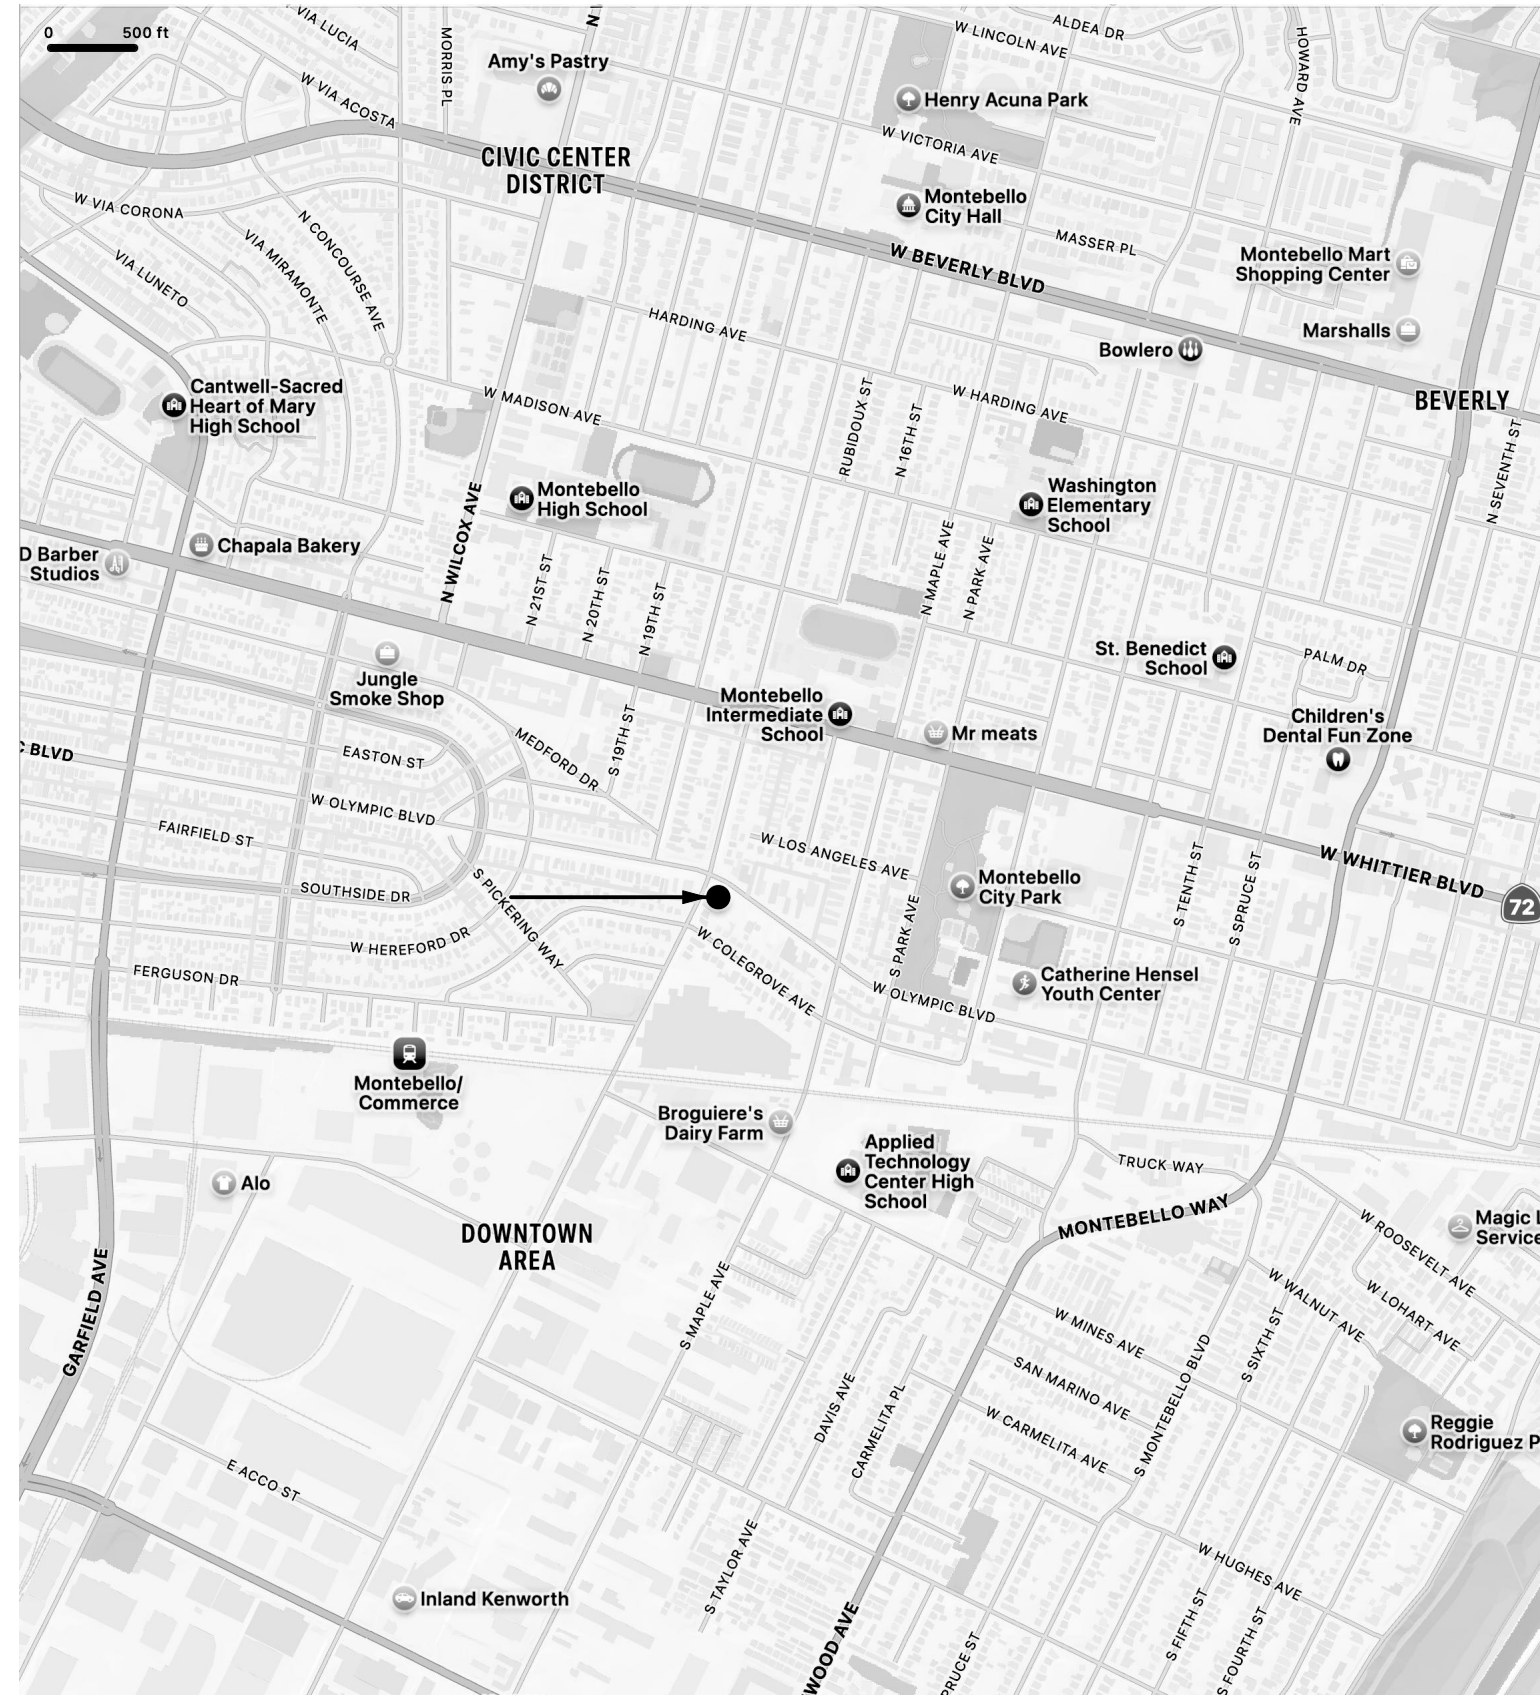 0 500 ft
VIA LUCIA
MORRIS PL
N
ALDEA DR
W LINCOLN AVE
HOWARD AVE
Amy's Pastry
W VIA ACOSTA
Henry Acuna Park
W VICTORIA AVE
CIVIC CENTER
DISTRICT
Montebello
City Hall
W VIA CORONA
N CONCOURSE AVE
VIA MIRAMONTE
VIA LUNETO
MASSER PL
W BEVERLY BLVD
Montebello Mart
Shopping Center
Marshalls
HARDING AVE
Bowlero
Cantwell-Sacred
Heart of Mary
High School
W MADISON AVE
RUBIDOUX ST
N 16TH ST
W HARDING AVE
BEVERLY
N SEVENTH ST
Montebello
High School
Washington
Elementary
School
N WILCOX AVE
Chapala Bakery
D Barber
Studios
N 21ST ST
N 20TH ST
N 19TH ST
N MAPLE AVE
N PARK AVE
St. Benedict
School
PALM DR
Jungle
Smoke Shop
Montebello
Intermediate
School
Mr meats
Children's
Dental Fun Zone
S 19TH ST
MEDFORD DR
C BLVD
EASTON ST
W OLYMPIC BLVD
FAIRFIELD ST
W LOS ANGELES AVE
W WHITTIER BLVD
72
S TENTH ST
S SPRUCE ST
SOUTHSIDE DR
S PICKERING WAY
Montebello
City Park
S PARK AVE
W HEREFORD DR
W COLEGROVE AVE
FERGUSON DR
Catherine Hensel
Youth Center
W OLYMPIC BLVD
Montebello/
Commerce
Broguiere's
Dairy Farm
Applied
Technology
Center High
School
TRUCK WAY
Alo
DOWNTOWN
AREA
MONTEBELLO WAY
W ROOSEVELT AVE
Magic L
Service
GARFIELD AVE
S MAPLE AVE
W WALNUT AVE
W LOHART AVE
W MINES AVE
S SIXTH ST
SAN MARINO AVE
S MONTEBELLO BLVD
DAVIS AVE
CARMELITA PL
W CARMELITA AVE
Reggie
Rodriguez P
E ACCO ST
S TAYLOR AVE
W HUGHES AVE
Inland Kenworth
WOOD AVE
PRUCE ST
S FIFTH ST
S FOURTH ST